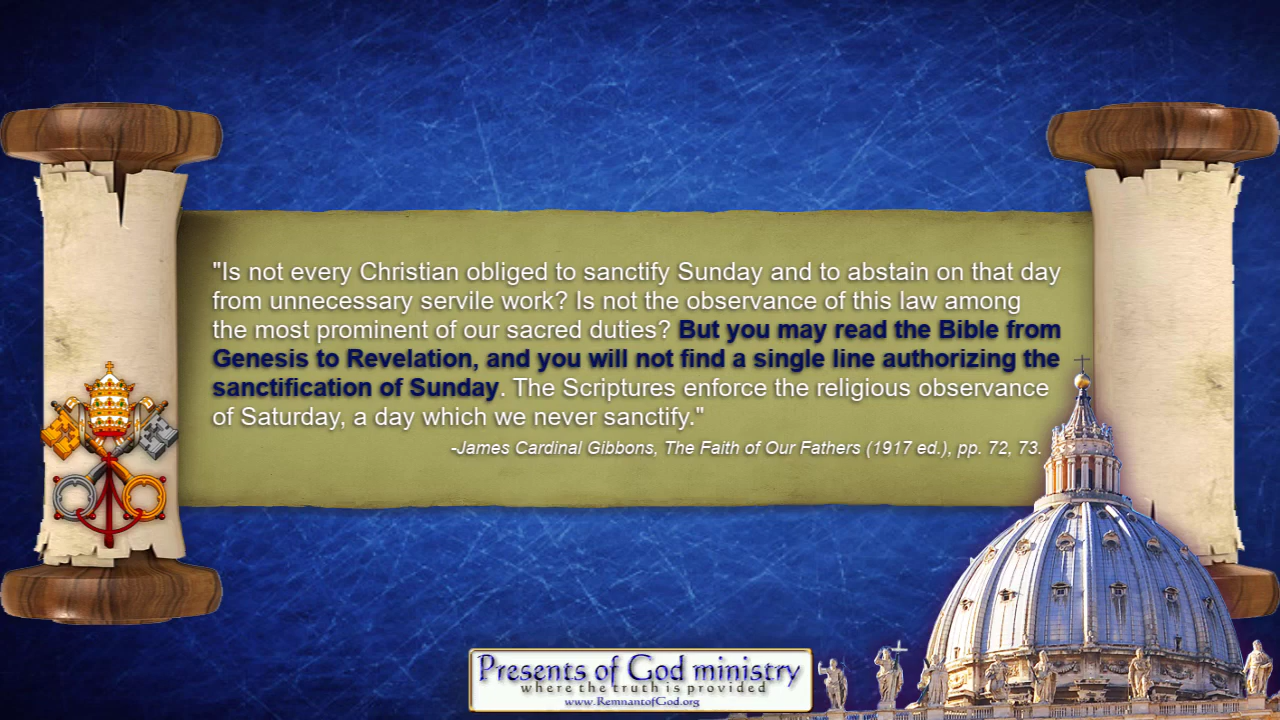 "Is not every Christian obliged to sanctify Sunday and to abstain on that day
from unnecessary servile work? Is not the observance of this law among
the most prominent of our sacred duties? But you may read the Bible from
Genesis to Revelation, and you will not find a single line authorizing the
sanctification of Sunday. The Scriptures enforce the religious observance
of Saturday, a day which we never sanctify."
-James Cardinal Gibbons, The Faith of Our Fathers (1917 ed.), pp. 72, 73.
Presents of God ministry
where the truth is provided
www.RemnantofGod.org